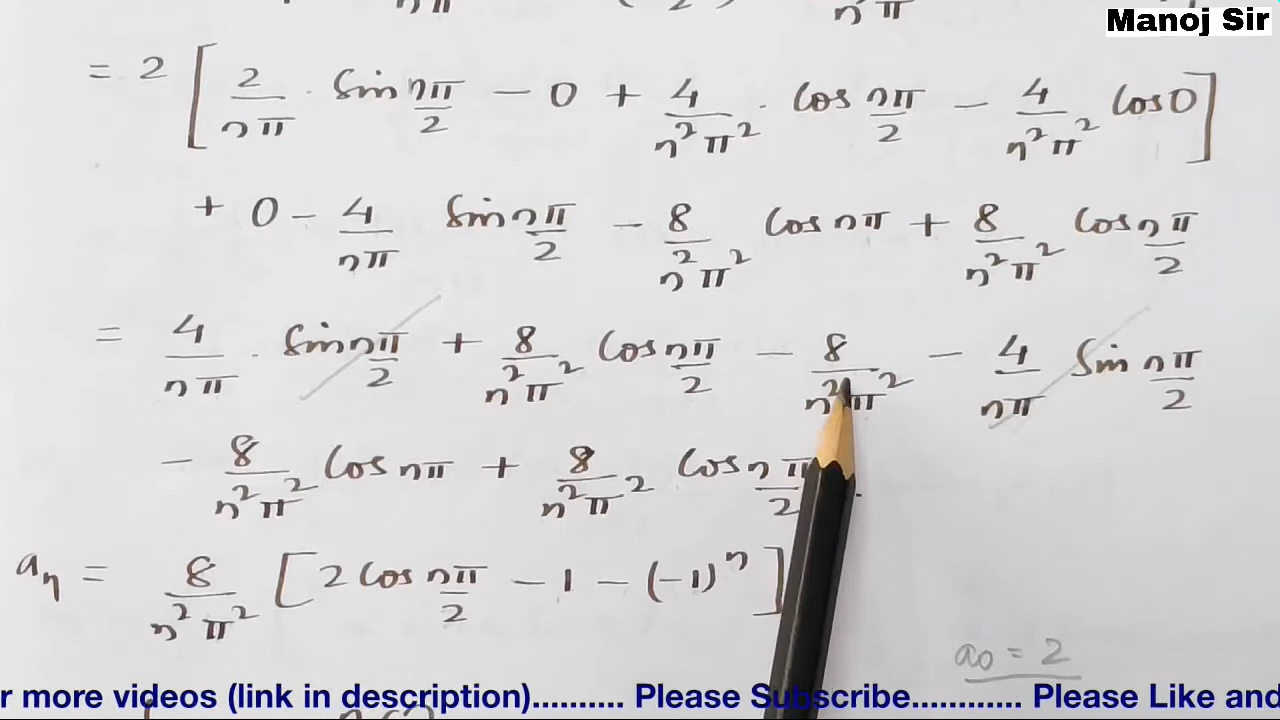 Manoj Sir
= 2 [ 2/nπ · sin nπ/2 - 0 + 4/n²π² · cos nπ/2 - 4/n²π² cos 0 ]
+ 0 - 4/nπ sin nπ/2 - 8/n²π² cos nπ + 8/n²π² cos nπ/2
= 4/nπ · sin nπ/2 + 8/n²π² cos nπ/2 - 8/n²π² - 4/nπ sin nπ/2
- 8/n²π² cos nπ + 8/n²π² cos nπ/2 .
aₙ = 8/n²π² [ 2 cos nπ/2 - 1 - (-1)ⁿ ]
a₀ = 2
r more videos (link in description).......... Please Subscribe............ Please Like and